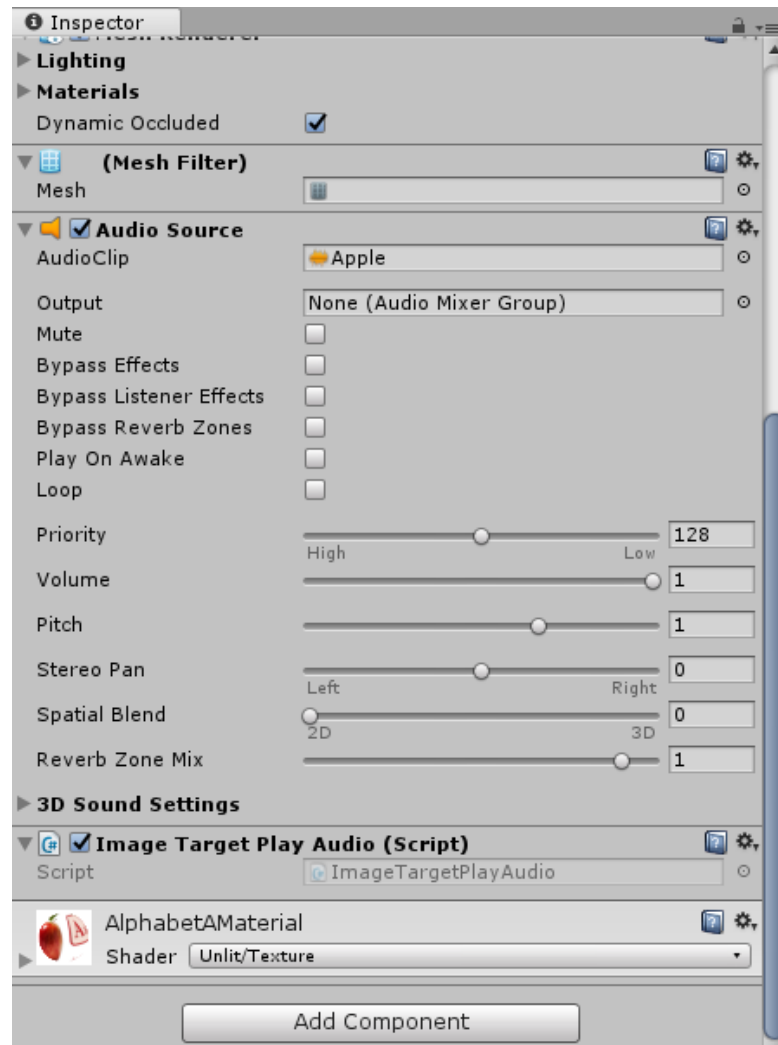 Inspector
Mesh Renderer
Lighting
Materials
Dynamic Occluded
(Mesh Filter)
Mesh
Audio Source
AudioClip Apple
Output None (Audio Mixer Group)
Mute
Bypass Effects
Bypass Listener Effects
Bypass Reverb Zones
Play On Awake
Loop
Priority 128
High Low
Volume 1
Pitch 1
Stereo Pan 0
Left Right
Spatial Blend 0
2D 3D
Reverb Zone Mix 1
3D Sound Settings
Image Target Play Audio (Script)
Script ImageTargetPlayAudio
AlphabetAMaterial
Shader Unlit/Texture
Add Component